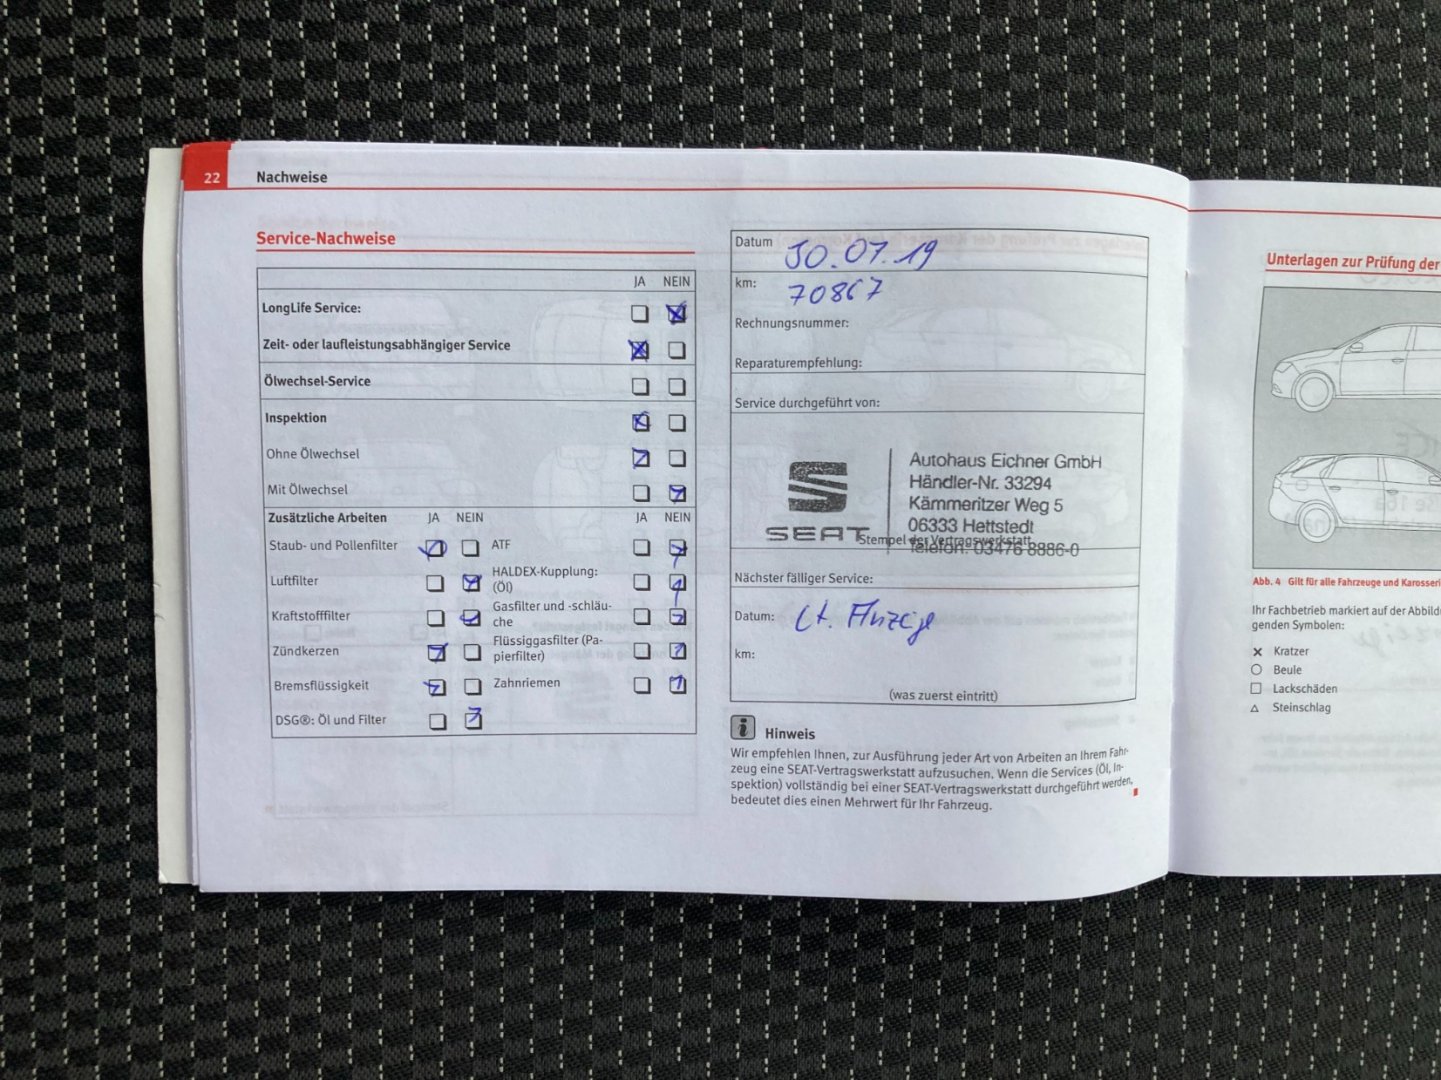 22 Nachweise
Service-Nachweise
JA NEIN
LongLife Service:
Zeit- oder laufleistungsabhängiger Service
Ölwechsel-Service
Inspektion
Ohne Ölwechsel
Mit Ölwechsel
Zusätzliche Arbeiten JA NEIN JA NEIN
Staub- und Pollenfilter ATF
Luftfilter HALDEX-Kupplung:
(Öl)
Kraftstofffilter Gasfilter und -schläu-
che
Zündkerzen Flüssiggasfilter (Pa-
pierfilter)
Bremsflüssigkeit Zahnriemen
DSG®: Öl und Filter
Datum 30.07.19
km: 70867
Rechnungsnummer:
Reparaturempfehlung:
Service durchgeführt von:
SEAT
Autohaus Eichner GmbH
Händler-Nr. 33294
Kämmeritzer Weg 5
06333 Hettstedt
Stempel der Vertragswerkstatt
Telefon: 03476 8886-0
Nächster fälliger Service:
Datum: Lt. Anzeige
km:
(was zuerst eintritt)
i Hinweis
Wir empfehlen Ihnen, zur Ausführung jeder Art von Arbeiten an Ihrem Fahr-
zeug eine SEAT-Vertragswerkstatt aufzusuchen. Wenn die Services (Öl, In-
spektion) vollständig bei einer SEAT-Vertragswerkstatt durchgeführt werden,
bedeutet dies einen Mehrwert für Ihr Fahrzeug.
Unterlagen zur Prüfung der
Abb. 4 Gilt für alle Fahrzeuge und Karosseri
Ihr Fachbetrieb markiert auf der Abbild
genden Symbolen:
Kratzer
Beule
Lackschäden
Steinschlag